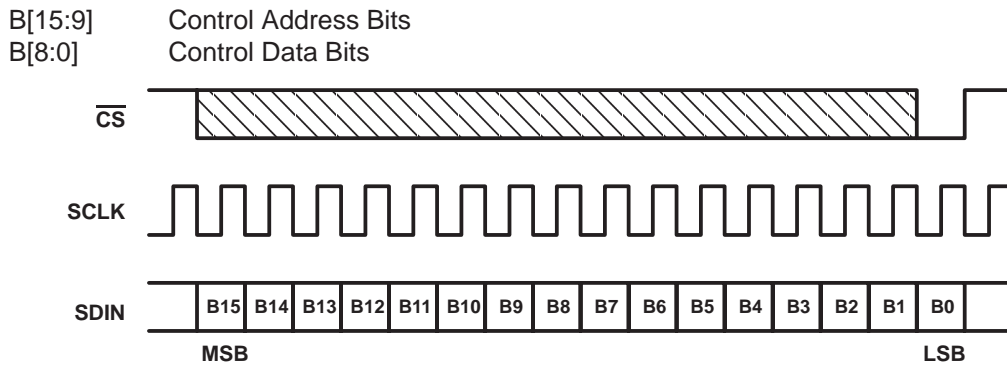 B[15:9] Control Address Bits
B[8:0] Control Data Bits
CS
SCLK
SDIN B15 B14 B13 B12 B11 B10 B9 B8 B7 B6 B5 B4 B3 B2 B1 B0
MSB LSB